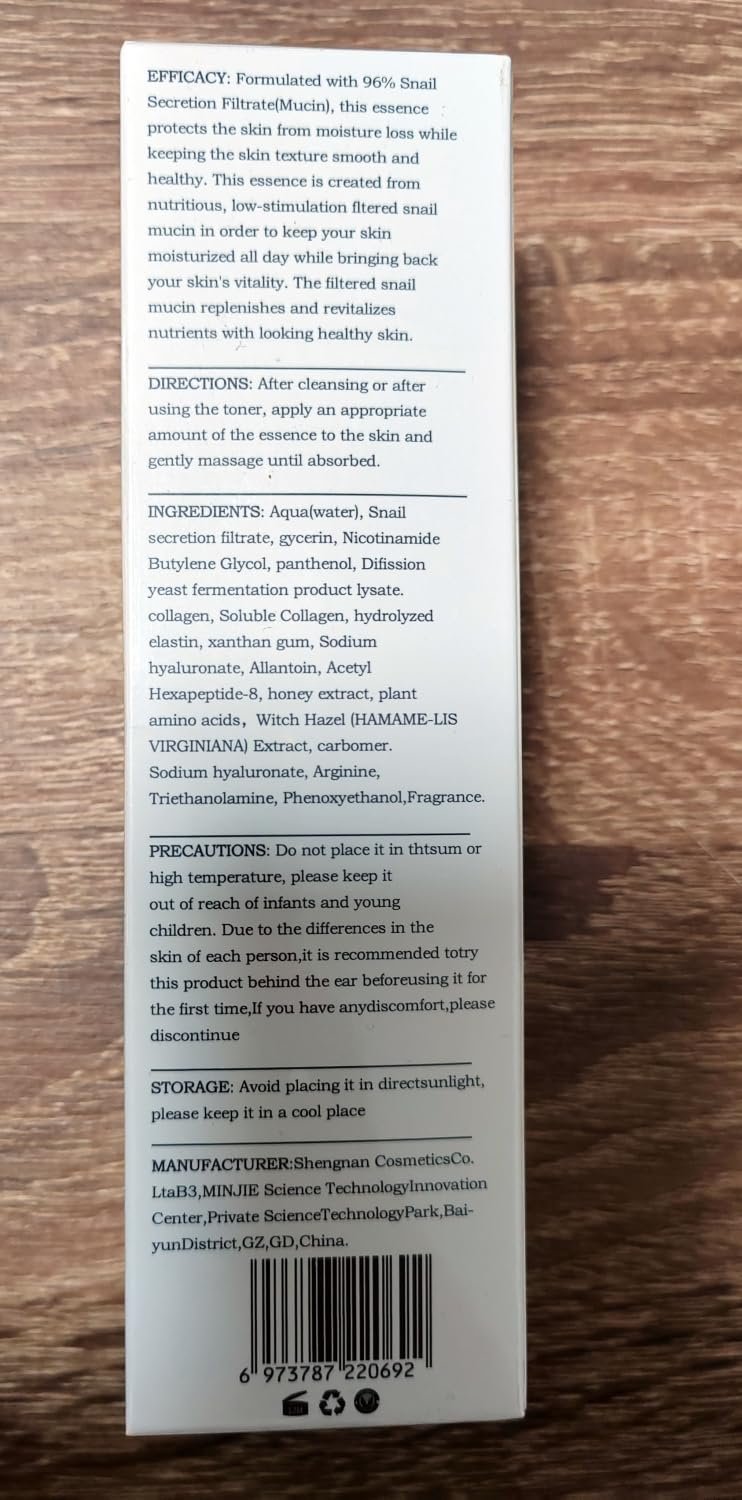 EFFICACY: Formulated with 96% Snail
Secretion Filtrate(Mucin), this essence
protects the skin from moisture loss while
keeping the skin texture smooth and
healthy. This essence is created from
nutritious, low-stimulation fltered snail
mucin in order to keep your skin
moisturized all day while bringing back
your skin's vitality. The filtered snail
mucin replenishes and revitalizes
nutrients with looking healthy skin.
DIRECTIONS: After cleansing or after
using the toner, apply an appropriate
amount of the essence to the skin and
gently massage until absorbed.
INGREDIENTS: Aqua(water), Snail
secretion filtrate, gycerin, Nicotinamide
Butylene Glycol, panthenol, Difission
yeast fermentation product lysate.
collagen, Soluble Collagen, hydrolyzed
elastin, xanthan gum, Sodium
hyaluronate, Allantoin, Acetyl
Hexapeptide-8, honey extract, plant
amino acids，Witch Hazel (HAMAME-LIS
VIRGINIANA) Extract, carbomer.
Sodium hyaluronate, Arginine,
Triethanolamine, Phenoxyethanol,Fragrance.
PRECAUTIONS: Do not place it in thtsum or
high temperature, please keep it
out of reach of infants and young
children. Due to the differences in the
skin of each person,it is recommended totry
this product behind the ear beforeusing it for
the first time,If you have anydiscomfort,please
discontinue
STORAGE: Avoid placing it in directsunlight,
please keep it in a cool place
MANUFACTURER:Shengnan CosmeticsCo.
LtaB3,MINJIE Science TechnologyInnovation
Center,Private ScienceTechnologyPark,Bai-
yunDistrict,GZ,GD,China.
6 973787 220692